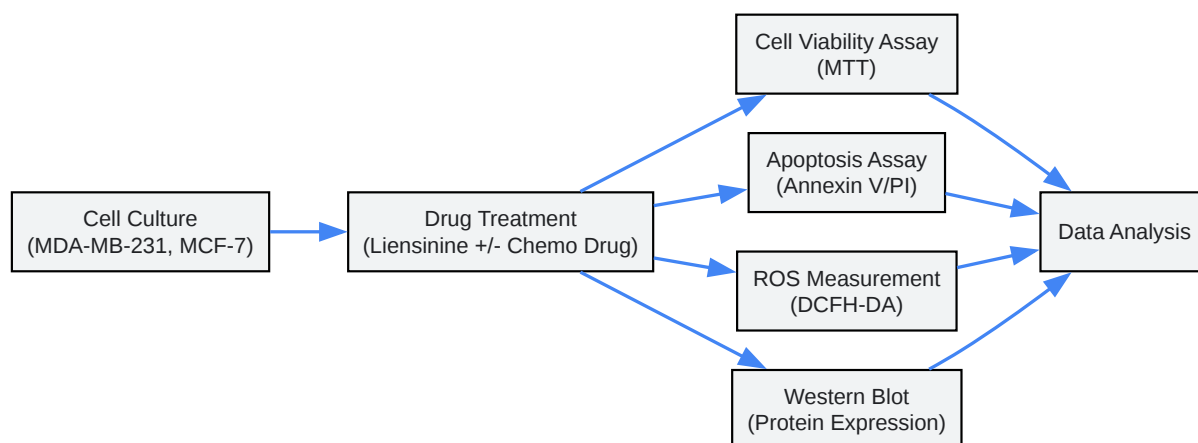 Cell Culture
(MDA-MB-231, MCF-7)
Drug Treatment
(Liensinine +/- Chemo Drug)
Cell Viability Assay
(MTT)
Apoptosis Assay
(Annexin V/PI)
ROS Measurement
(DCFH-DA)
Western Blot
(Protein Expression)
Data Analysis